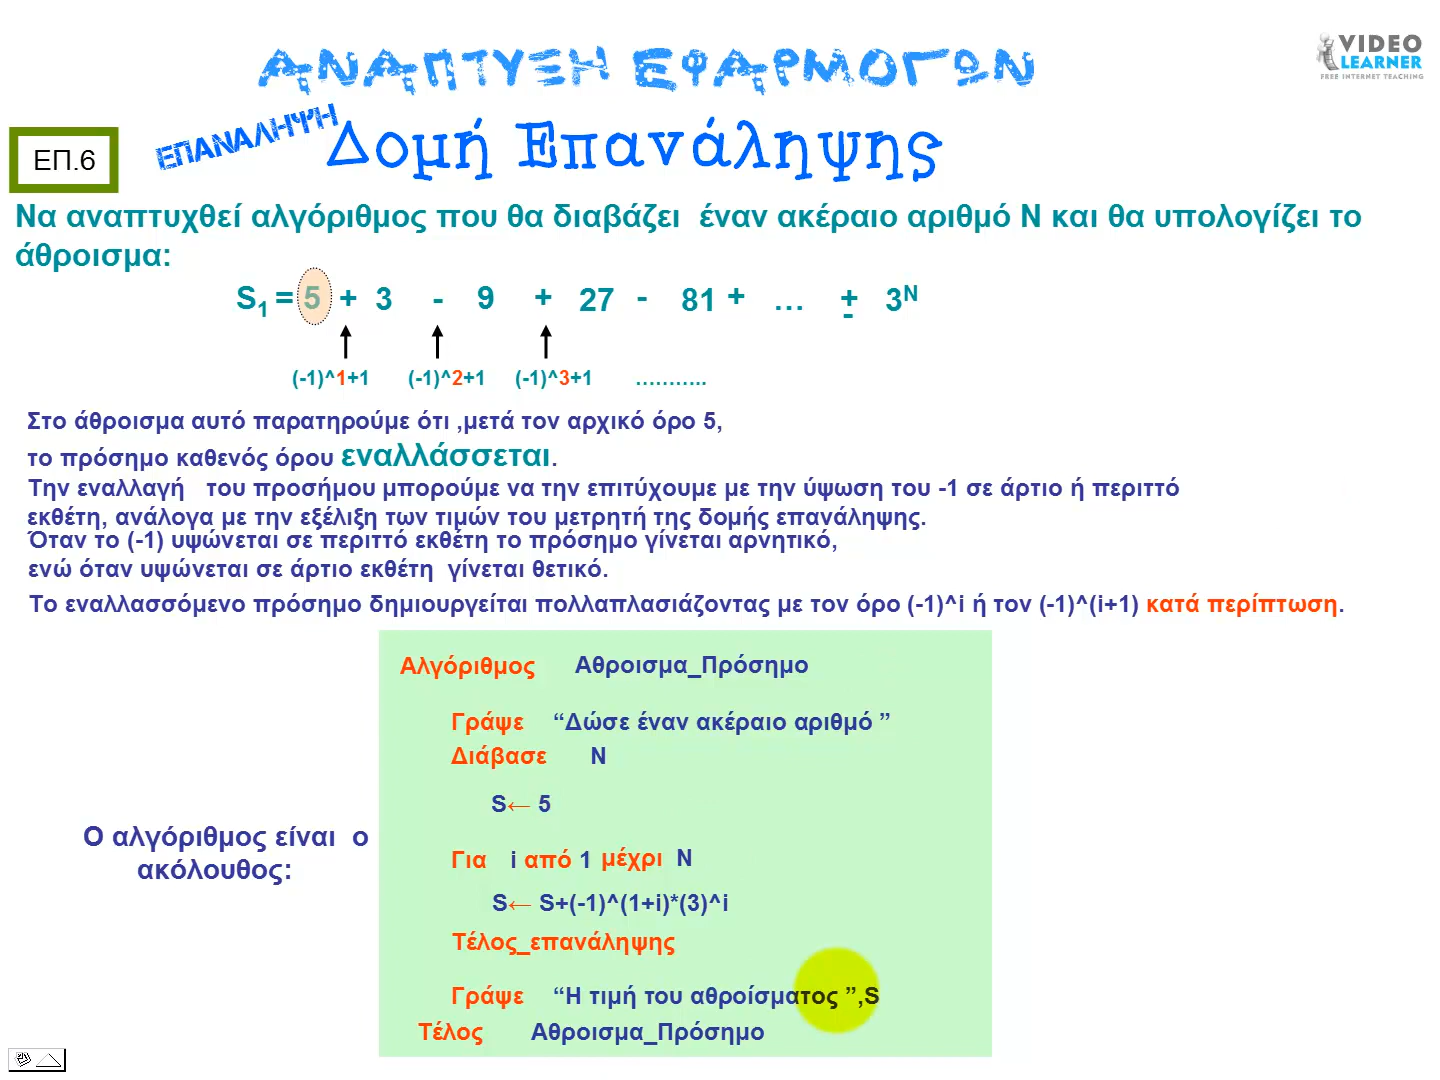 ΑΝΑΠΤΥΞΗ ΕΦΑΡΜΟΓΩΝ
VIDEO
LEARNER
FREE INTERNET TEACHING
ΕΠΑΝΑΛΗΨΗ
Δομή Επανάληψης
ΕΠ.6
Να αναπτυχθεί αλγόριθμος που θα διαβάζει έναν ακέραιο αριθμό Ν και θα υπολογίζει το
άθροισμα:
S1 = 5 + 3 - 9 + 27 - 81 + … +- 3^N
(-1)^1+1 (-1)^2+1 (-1)^3+1 ………..
Στο άθροισμα αυτό παρατηρούμε ότι ,μετά τον αρχικό όρο 5,
το πρόσημο καθενός όρου εναλλάσσεται.
Την εναλλαγή του προσήμου μπορούμε να την επιτύχουμε με την ύψωση του -1 σε άρτιο ή περιττό
εκθέτη, ανάλογα με την εξέλιξη των τιμών του μετρητή της δομής επανάληψης.
Όταν το (-1) υψώνεται σε περιττό εκθέτη το πρόσημο γίνεται αρνητικό,
ενώ όταν υψώνεται σε άρτιο εκθέτη γίνεται θετικό.
Το εναλλασσόμενο πρόσημο δημιουργείται πολλαπλασιάζοντας με τον όρο (-1)^i ή τον (-1)^(i+1) κατά περίπτωση.
Ο αλγόριθμος είναι ο
ακόλουθος:
Αλγόριθμος Αθροισμα_Πρόσημο
Γράψε “Δώσε έναν ακέραιο αριθμό ”
Διάβασε Ν
S← 5
Για i από 1 μέχρι Ν
S← S+(-1)^(1+i)*(3)^i
Τέλος_επανάληψης
Γράψε “Η τιμή του αθροίσματος ”,S
Τέλος Αθροισμα_Πρόσημο